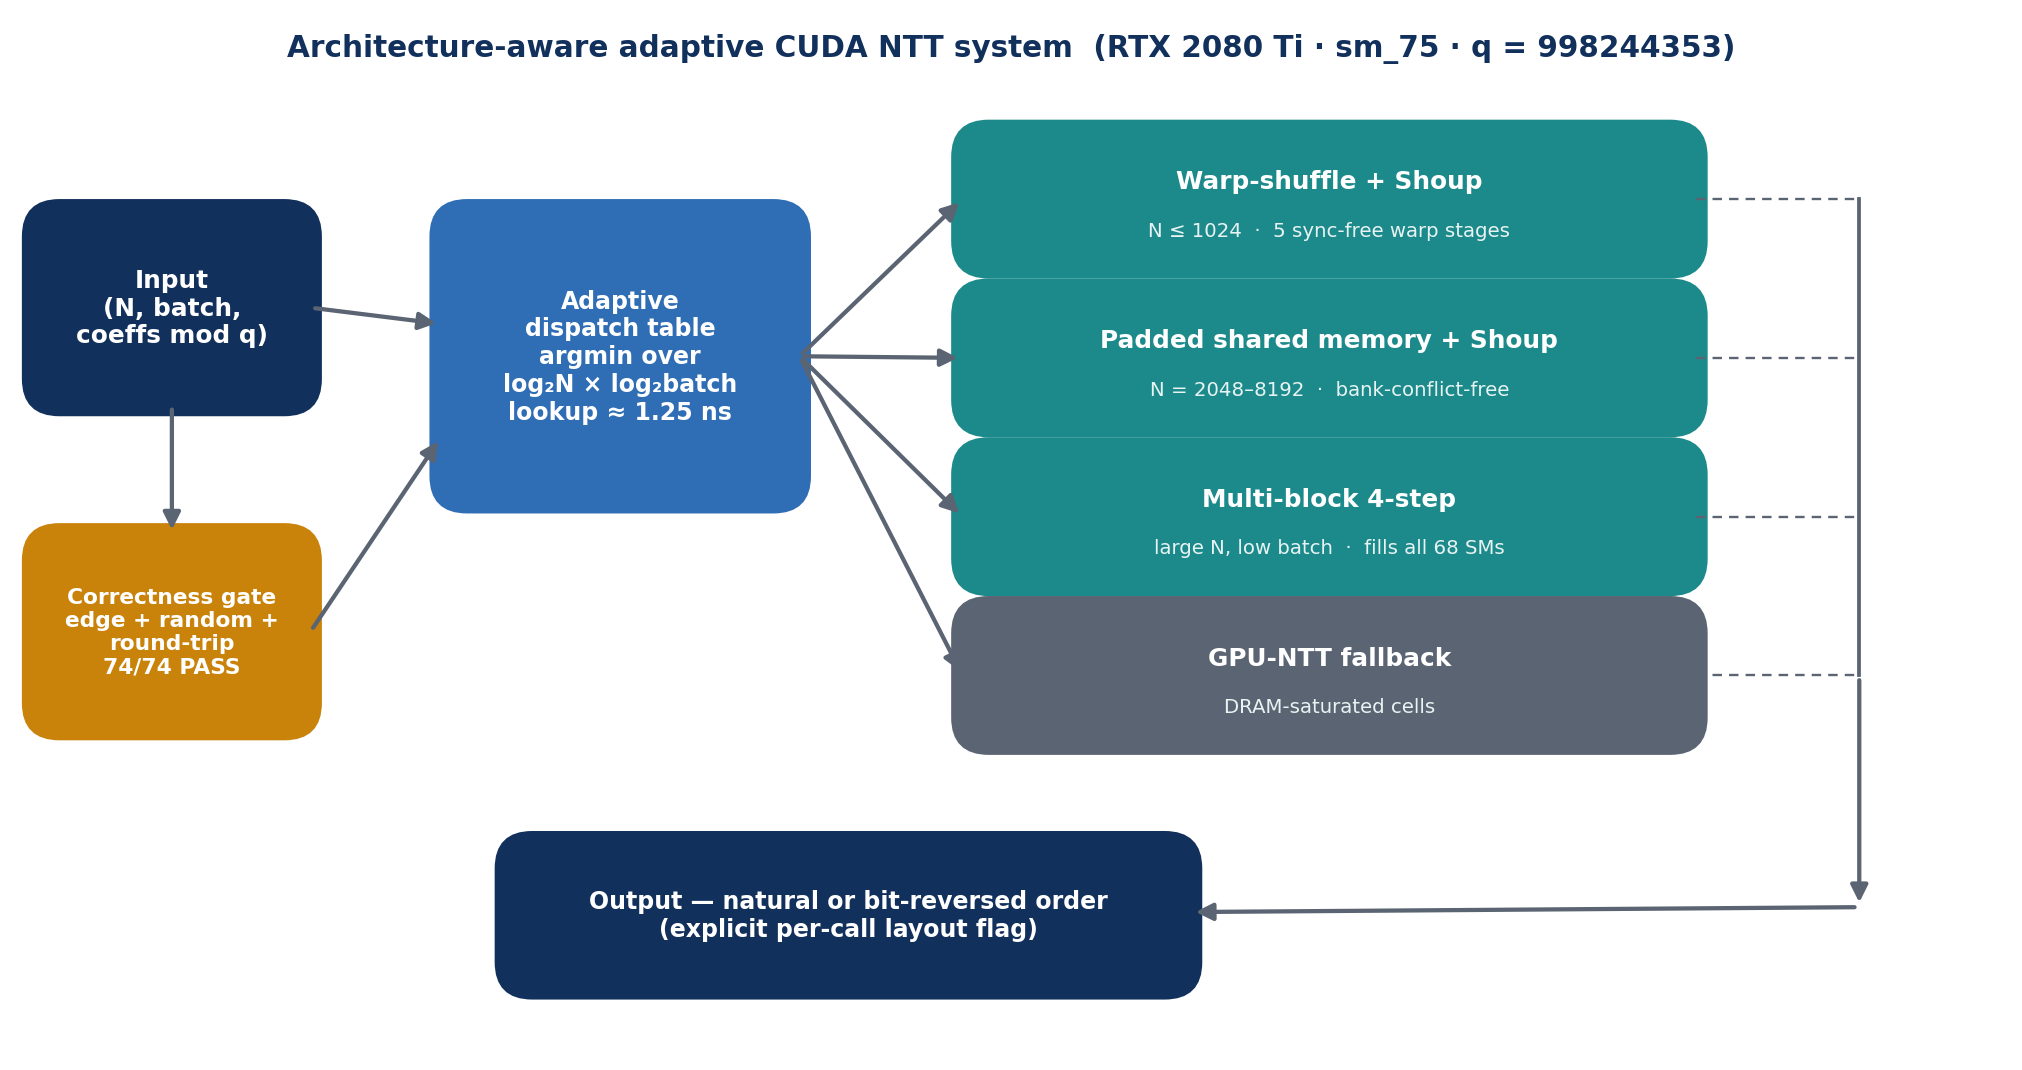 Architecture-aware adaptive CUDA NTT system (RTX 2080 Ti · sm_75 · q = 998244353)
Input
(N, batch,
coeffs mod q)
Correctness gate
edge + random +
round-trip
74/74 PASS
Adaptive
dispatch table
argmin over
log₂N × log₂batch
lookup ≈ 1.25 ns
Warp-shuffle + Shoup
N ≤ 1024 · 5 sync-free warp stages
Padded shared memory + Shoup
N = 2048–8192 · bank-conflict-free
Multi-block 4-step
large N, low batch · fills all 68 SMs
GPU-NTT fallback
DRAM-saturated cells
Output — natural or bit-reversed order
(explicit per-call layout flag)